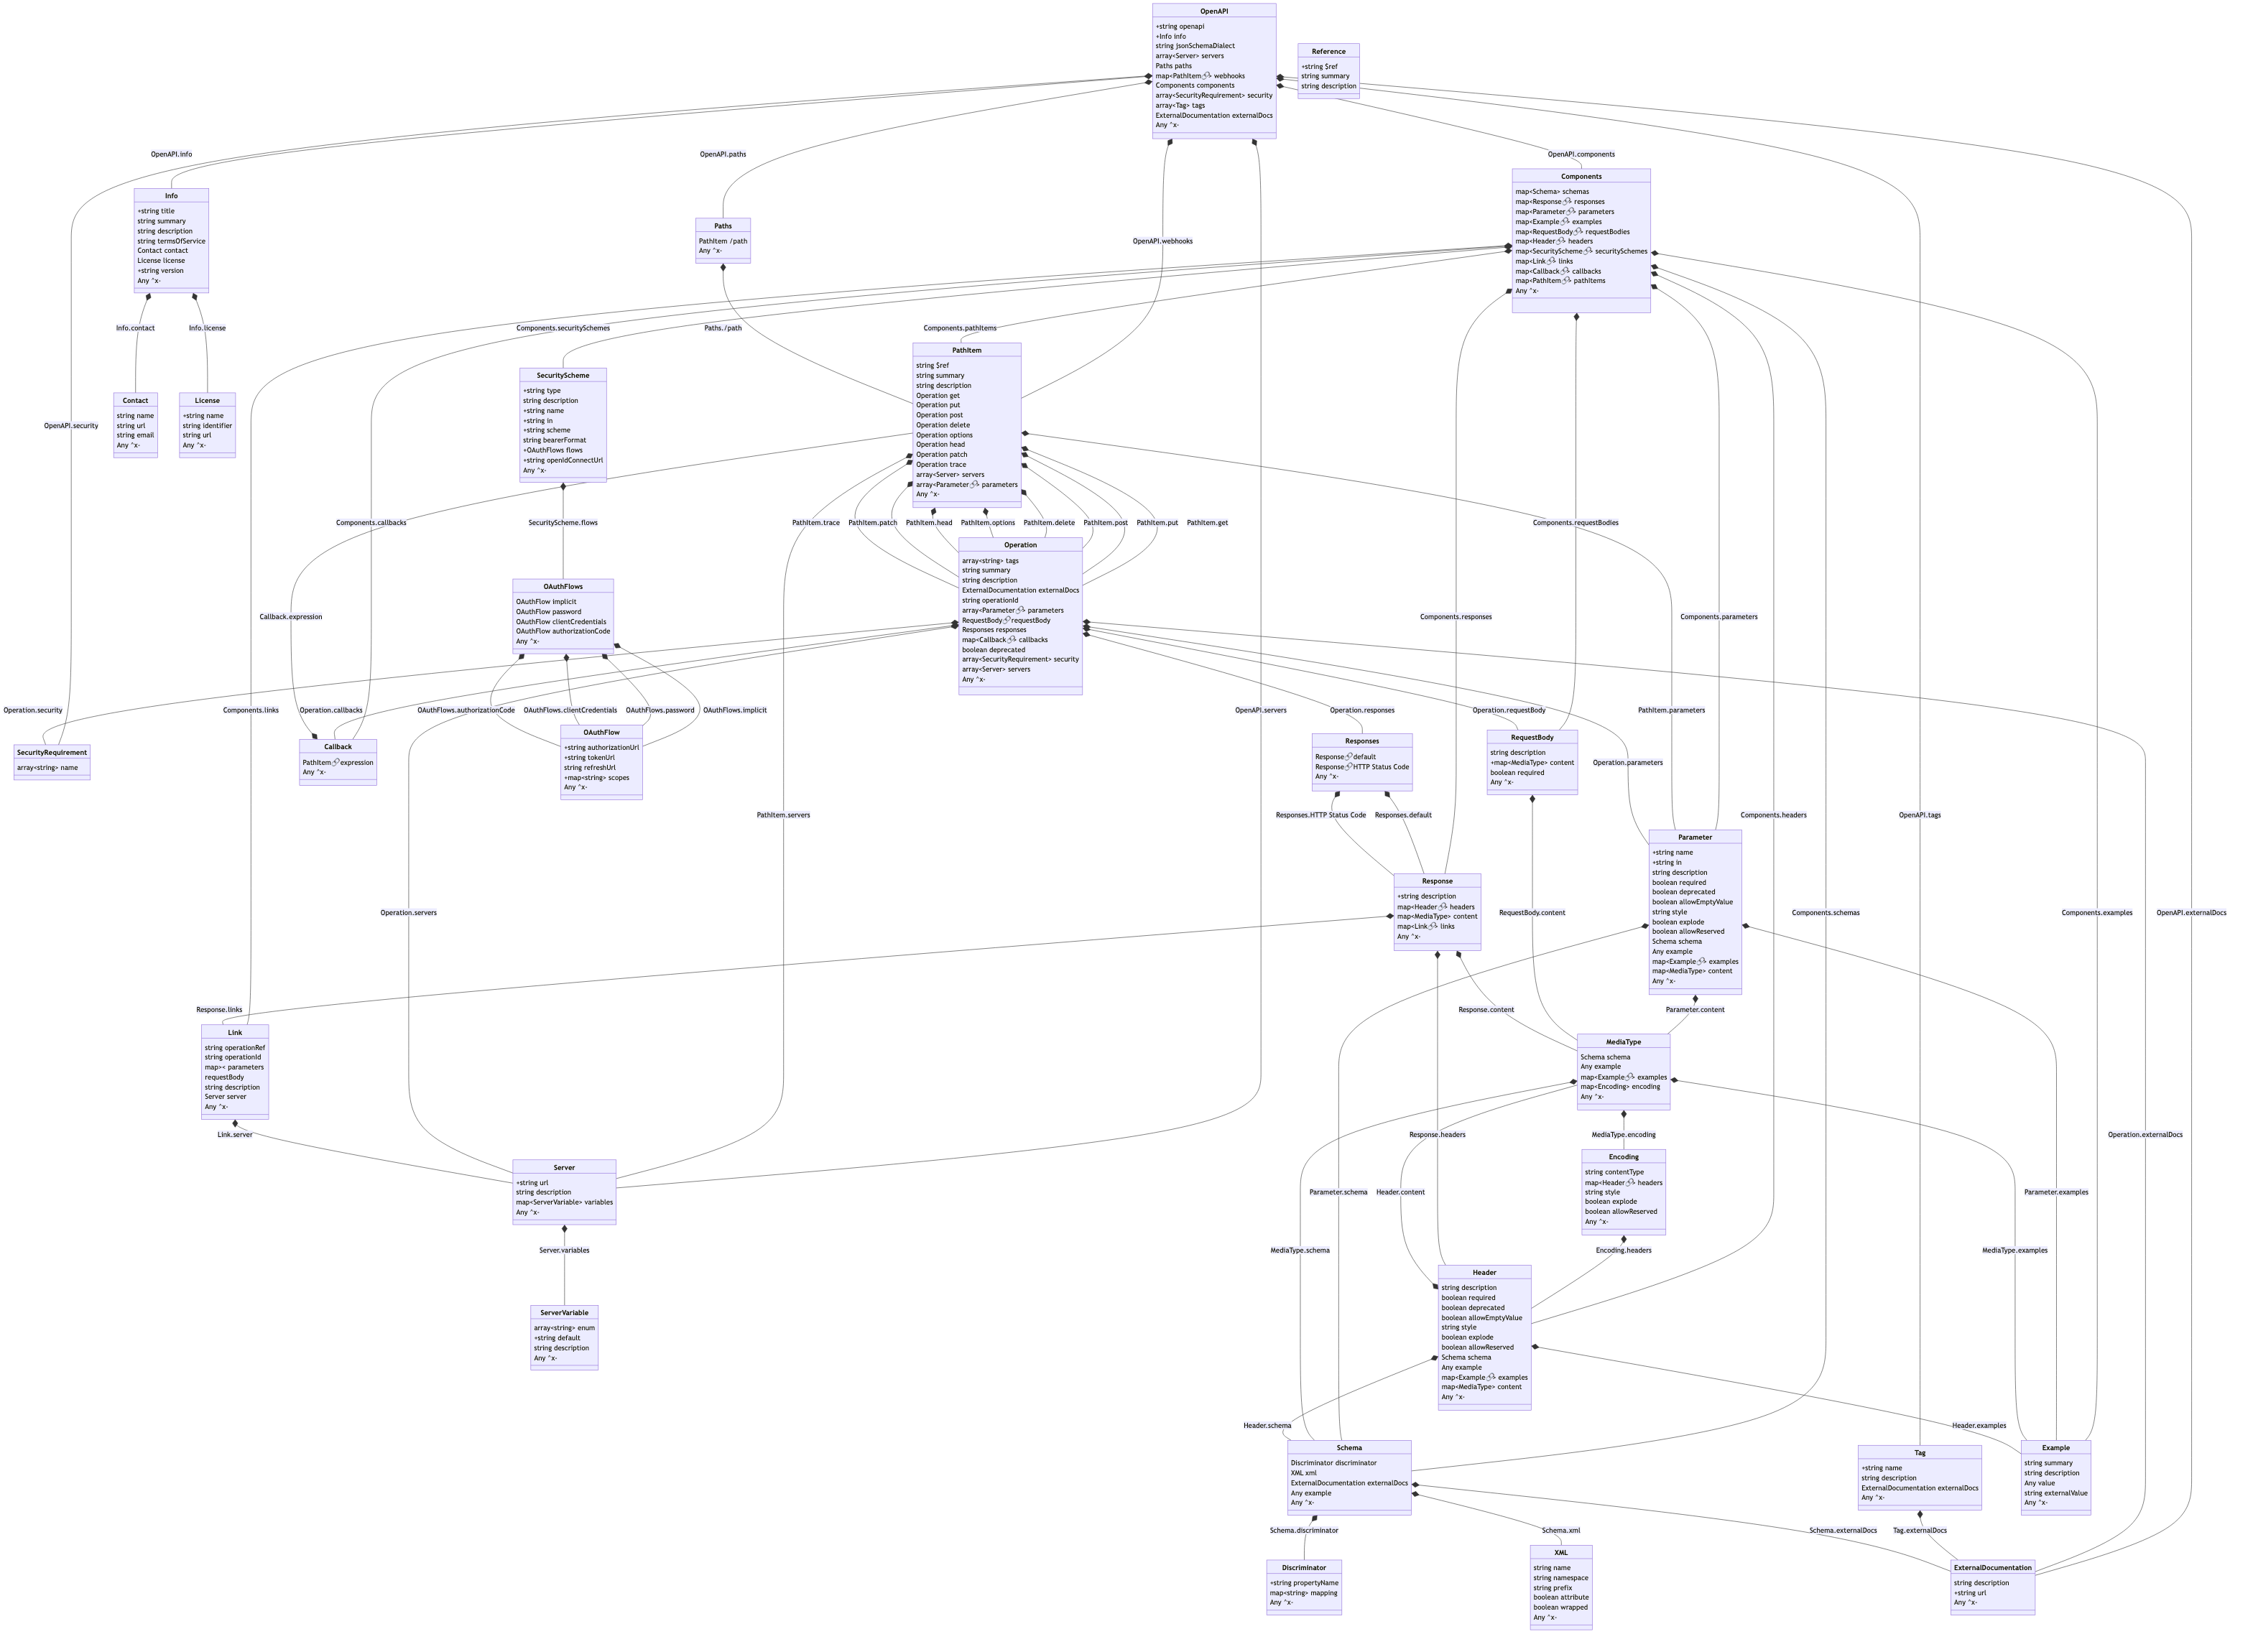 OpenAPI
+string openapi
+Info info
string jsonSchemaDialect
array<Server> servers
Paths paths
map<PathItem🔗> webhooks
Components components
array<SecurityRequirement> security
array<Tag> tags
ExternalDocumentation externalDocs
Any ^x-
Reference
+string $ref
string summary
string description
OpenAPI.info
OpenAPI.paths
OpenAPI.components
Info
+string title
string summary
string description
string termsOfService
Contact contact
License license
+string version
Any ^x-
Paths
PathItem /path
Any ^x-
OpenAPI.webhooks
Components
map<Schema> schemas
map<Response🔗> responses
map<Parameter🔗> parameters
map<Example🔗> examples
map<RequestBody🔗> requestBodies
map<Header🔗> headers
map<SecurityScheme🔗> securitySchemes
map<Link🔗> links
map<Callback🔗> callbacks
map<PathItem🔗> pathItems
Any ^x-
Info.contact
Info.license
Components.securitySchemes
Paths./path
Components.pathItems
Contact
string name
string url
string email
Any ^x-
License
+string name
string identifier
string url
Any ^x-
OpenAPI.security
SecurityScheme
+string type
string description
+string name
+string in
+string scheme
string bearerFormat
+OAuthFlows flows
+string openIdConnectUrl
Any ^x-
PathItem
string $ref
string summary
string description
Operation get
Operation put
Operation post
Operation delete
Operation options
Operation head
Operation patch
Operation trace
array<Server> servers
array<Parameter🔗> parameters
Any ^x-
Components.callbacks
SecurityScheme.flows
PathItem.trace
PathItem.patch
PathItem.head
PathItem.options
PathItem.delete
PathItem.post
PathItem.put
PathItem.get
Components.requestBodies
Callback.expression
OAuthFlows
OAuthFlow implicit
OAuthFlow password
OAuthFlow clientCredentials
OAuthFlow authorizationCode
Any ^x-
Operation
array<string> tags
string summary
string description
ExternalDocumentation externalDocs
string operationId
array<Parameter🔗> parameters
RequestBody🔗requestBody
Responses responses
map<Callback🔗> callbacks
boolean deprecated
array<SecurityRequirement> security
array<Server> servers
Any ^x-
Components.responses
Components.parameters
Operation.security
Components.links
Operation.callbacks
OAuthFlows.authorizationCode
OAuthFlows.clientCredentials
OAuthFlows.password
OAuthFlows.implicit
OpenAPI.servers
Operation.responses
Operation.requestBody
PathItem.parameters
SecurityRequirement
array<string> name
Callback
PathItem🔗expression
Any ^x-
OAuthFlow
+string authorizationUrl
+string tokenUrl
string refreshUrl
+map<string> scopes
Any ^x-
Responses
Response🔗default
Response🔗HTTP Status Code
Any ^x-
RequestBody
string description
+map<MediaType> content
boolean required
Any ^x-
Operation.parameters
PathItem.servers
Responses.HTTP Status Code
Responses.default
Components.headers
OpenAPI.tags
Parameter
+string name
+string in
string description
boolean required
boolean deprecated
boolean allowEmptyValue
string style
boolean explode
boolean allowReserved
Schema schema
Any example
map<Example🔗> examples
map<MediaType> content
Any ^x-
Operation.servers
Response
+string description
map<Header🔗> headers
map<MediaType> content
map<Link🔗> links
Any ^x-
RequestBody.content
Components.schemas
Components.examples
OpenAPI.externalDocs
Response.links
Response.content
Parameter.content
Link
string operationRef
string operationId
map>< parameters
requestBody
string description
Server server
Any ^x-
MediaType
Schema schema
Any example
map<Example🔗> examples
map<Encoding> encoding
Any ^x-
Link.server
Response.headers
MediaType.encoding
Operation.externalDocs
Server
+string url
string description
map<ServerVariable> variables
Any ^x-
Header.content
Parameter.schema
Encoding
string contentType
map<Header🔗> headers
string style
boolean explode
boolean allowReserved
Any ^x-
Parameter.examples
Server.variables
MediaType.schema
Encoding.headers
MediaType.examples
ServerVariable
array<string> enum
+string default
string description
Any ^x-
Header
string description
boolean required
boolean deprecated
boolean allowEmptyValue
string style
boolean explode
boolean allowReserved
Schema schema
Any example
map<Example🔗> examples
map<MediaType> content
Any ^x-
Header.schema
Header.examples
Schema
Discriminator discriminator
XML xml
ExternalDocumentation externalDocs
Any example
Any ^x-
Tag
+string name
string description
ExternalDocumentation externalDocs
Any ^x-
Example
string summary
string description
Any value
string externalValue
Any ^x-
Schema.discriminator
Schema.xml
Schema.externalDocs
Tag.externalDocs
Discriminator
+string propertyName
map<string> mapping
Any ^x-
XML
string name
string namespace
string prefix
boolean attribute
boolean wrapped
Any ^x-
ExternalDocumentation
string description
+string url
Any ^x-